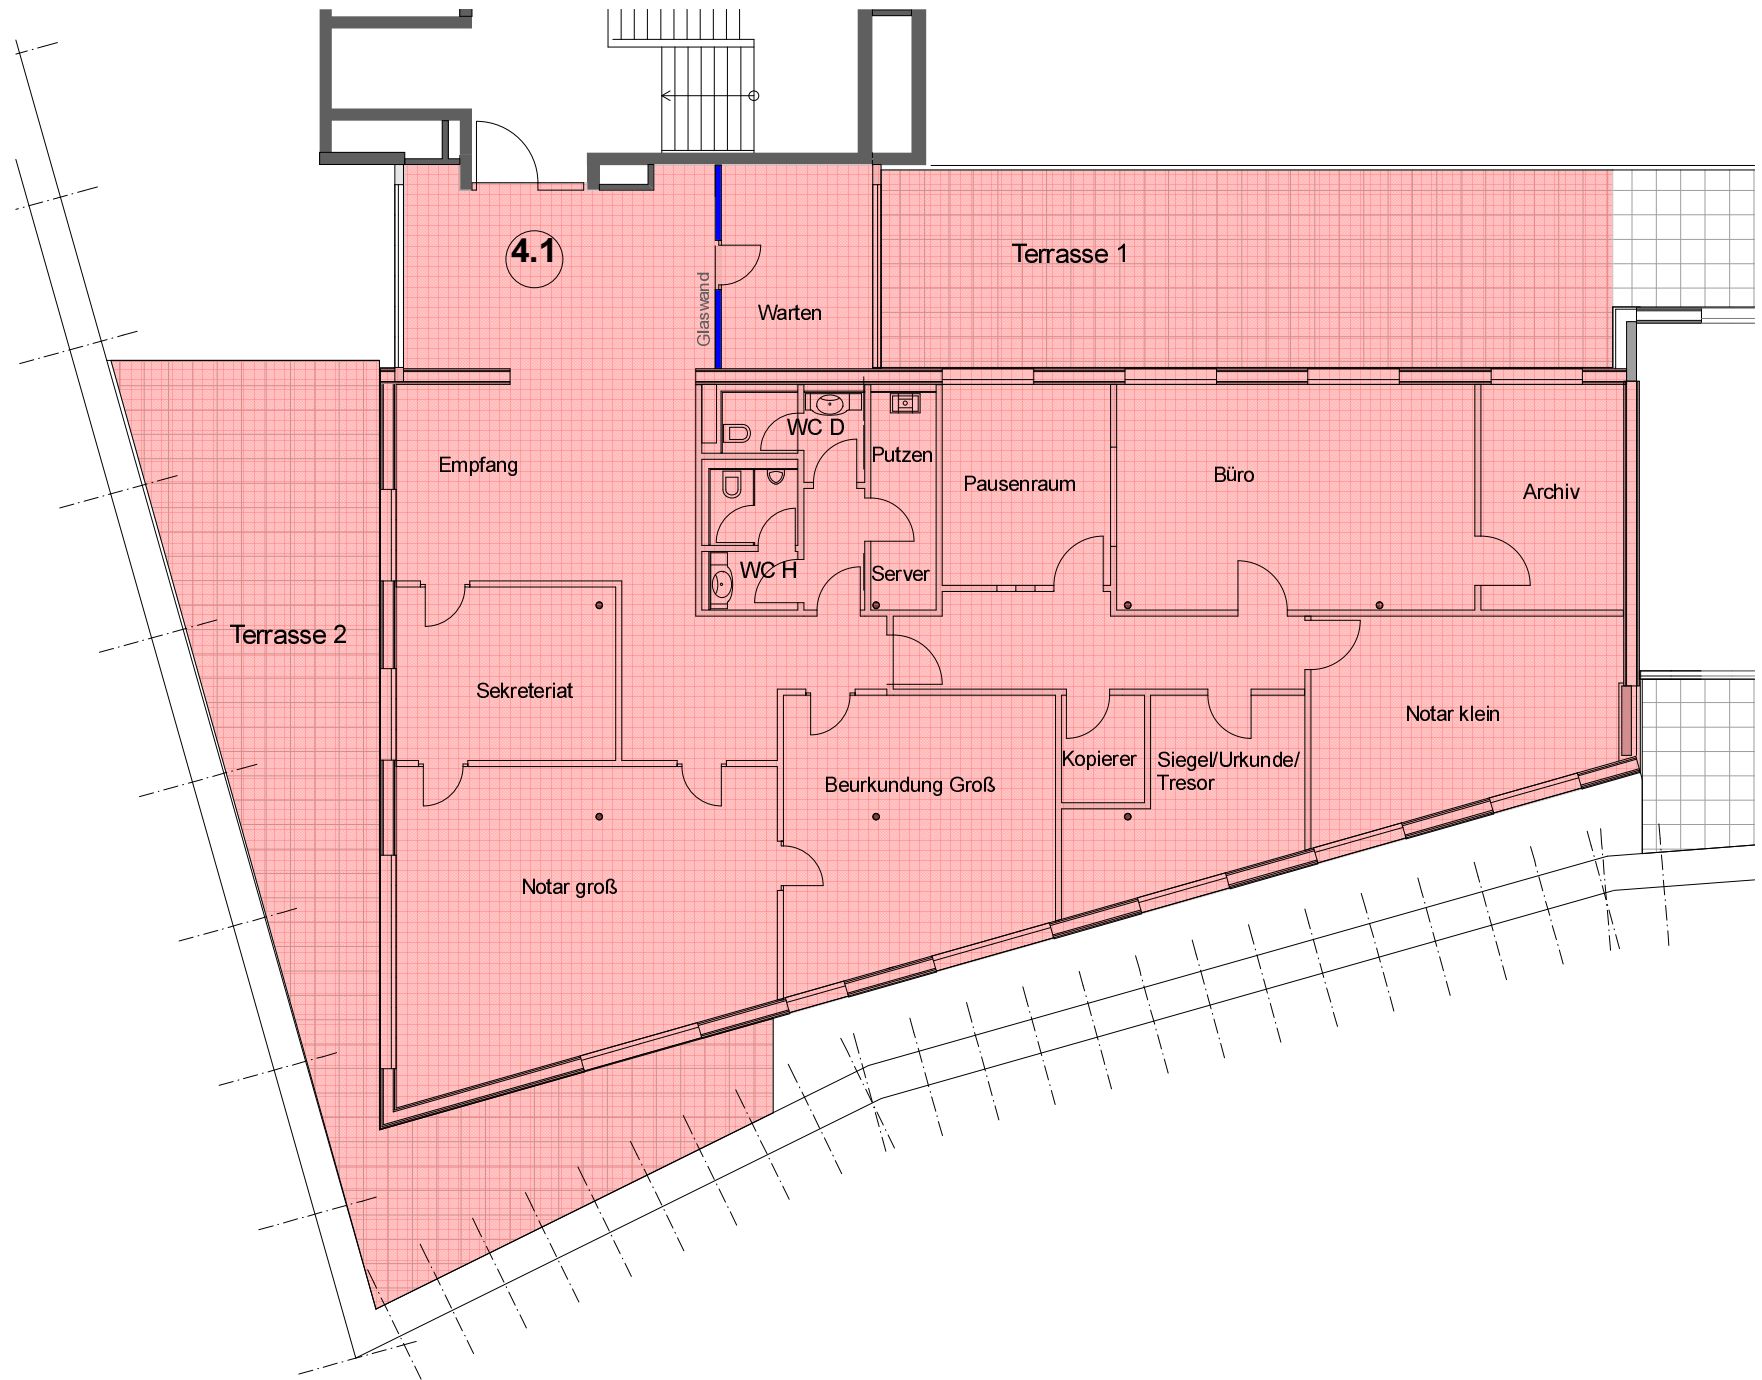 4.1
Terrasse 1
Glaswand
Warten
WC D
Putzen
Empfang
Pausenraum
Büro
Archiv
WC H
Server
Terrasse 2
Sekreteriat
Notar klein
Kopierer
Siegel/Urkunde/
Tresor
Beurkundung Groß
Notar groß